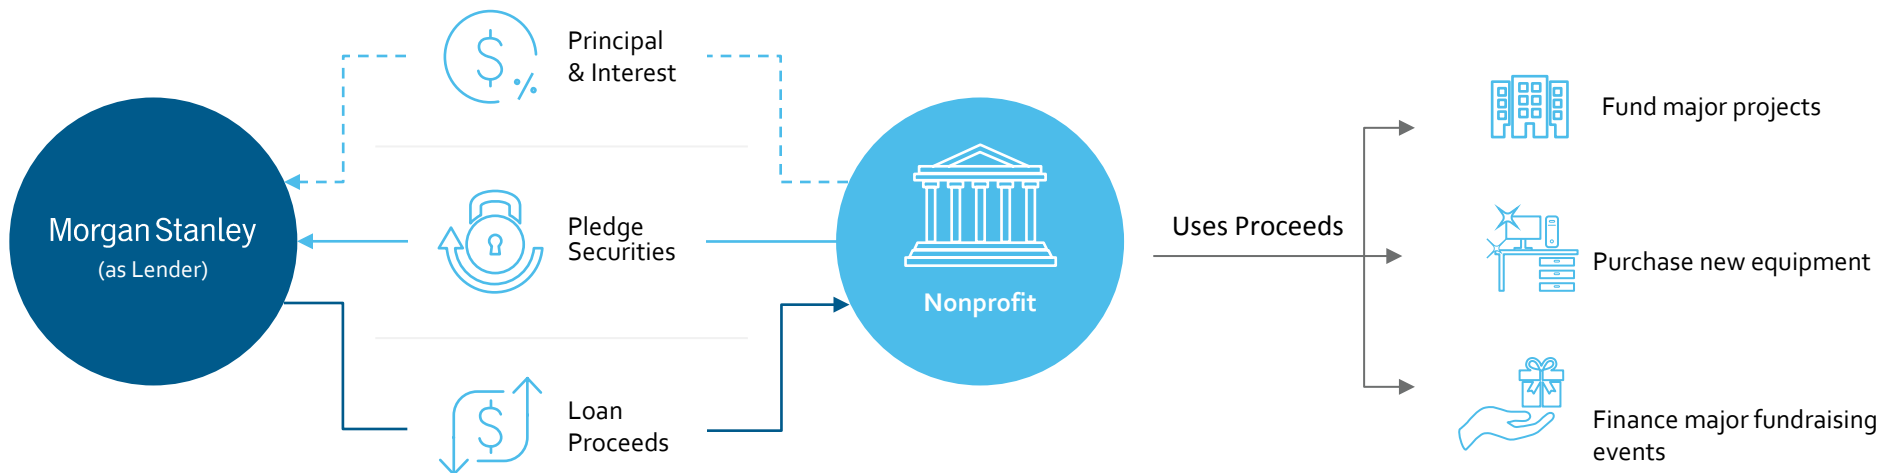 Principal
& Interest
Morgan Stanley
(as Lender)
Pledge
Securities
Loan
Proceeds
Nonprofit
Uses Proceeds
Fund major projects
Purchase new equipment
Finance major fundraising
events